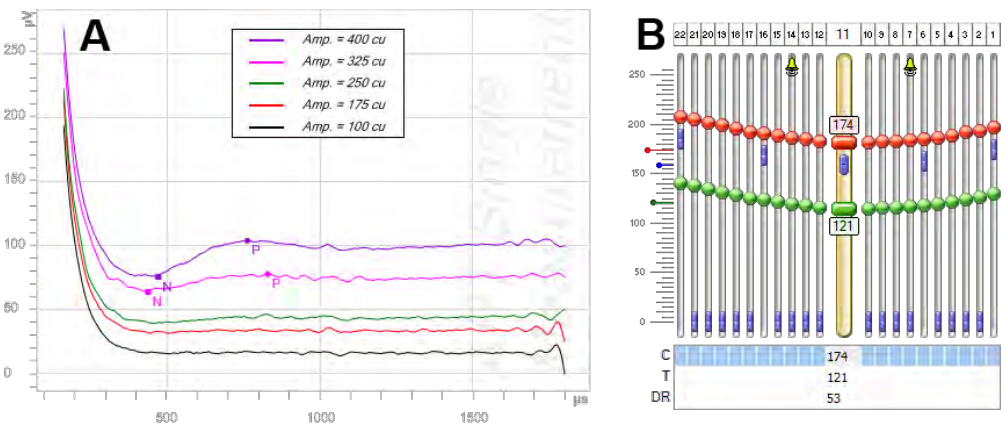 A
µV
250
200
150
100
50
0
500
1000
1500
µs
Amp. = 400 cu
Amp. = 325 cu
Amp. = 250 cu
Amp. = 175 cu
Amp. = 100 cu
N
P
N
P
B
22 21 20 19 18 17 16 15 14 13 12 11 10 9 8 7 6 5 4 3 2 1
250
200
150
100
50
0
174
121
C 174
T 121
DR 53